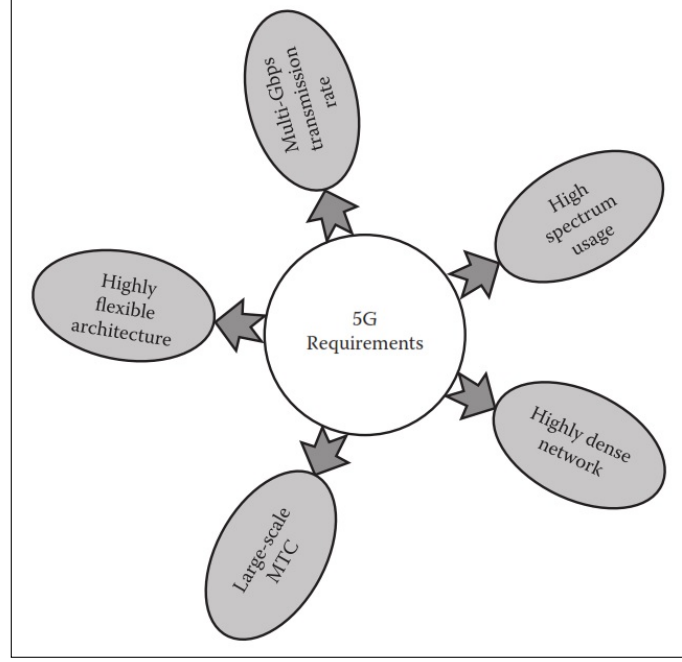 Multi-Gbps
transmission
rate
High
spectrum
usage
Highly
flexible
architecture
5G
Requirements
Highly dense
network
Large-scale
MTC